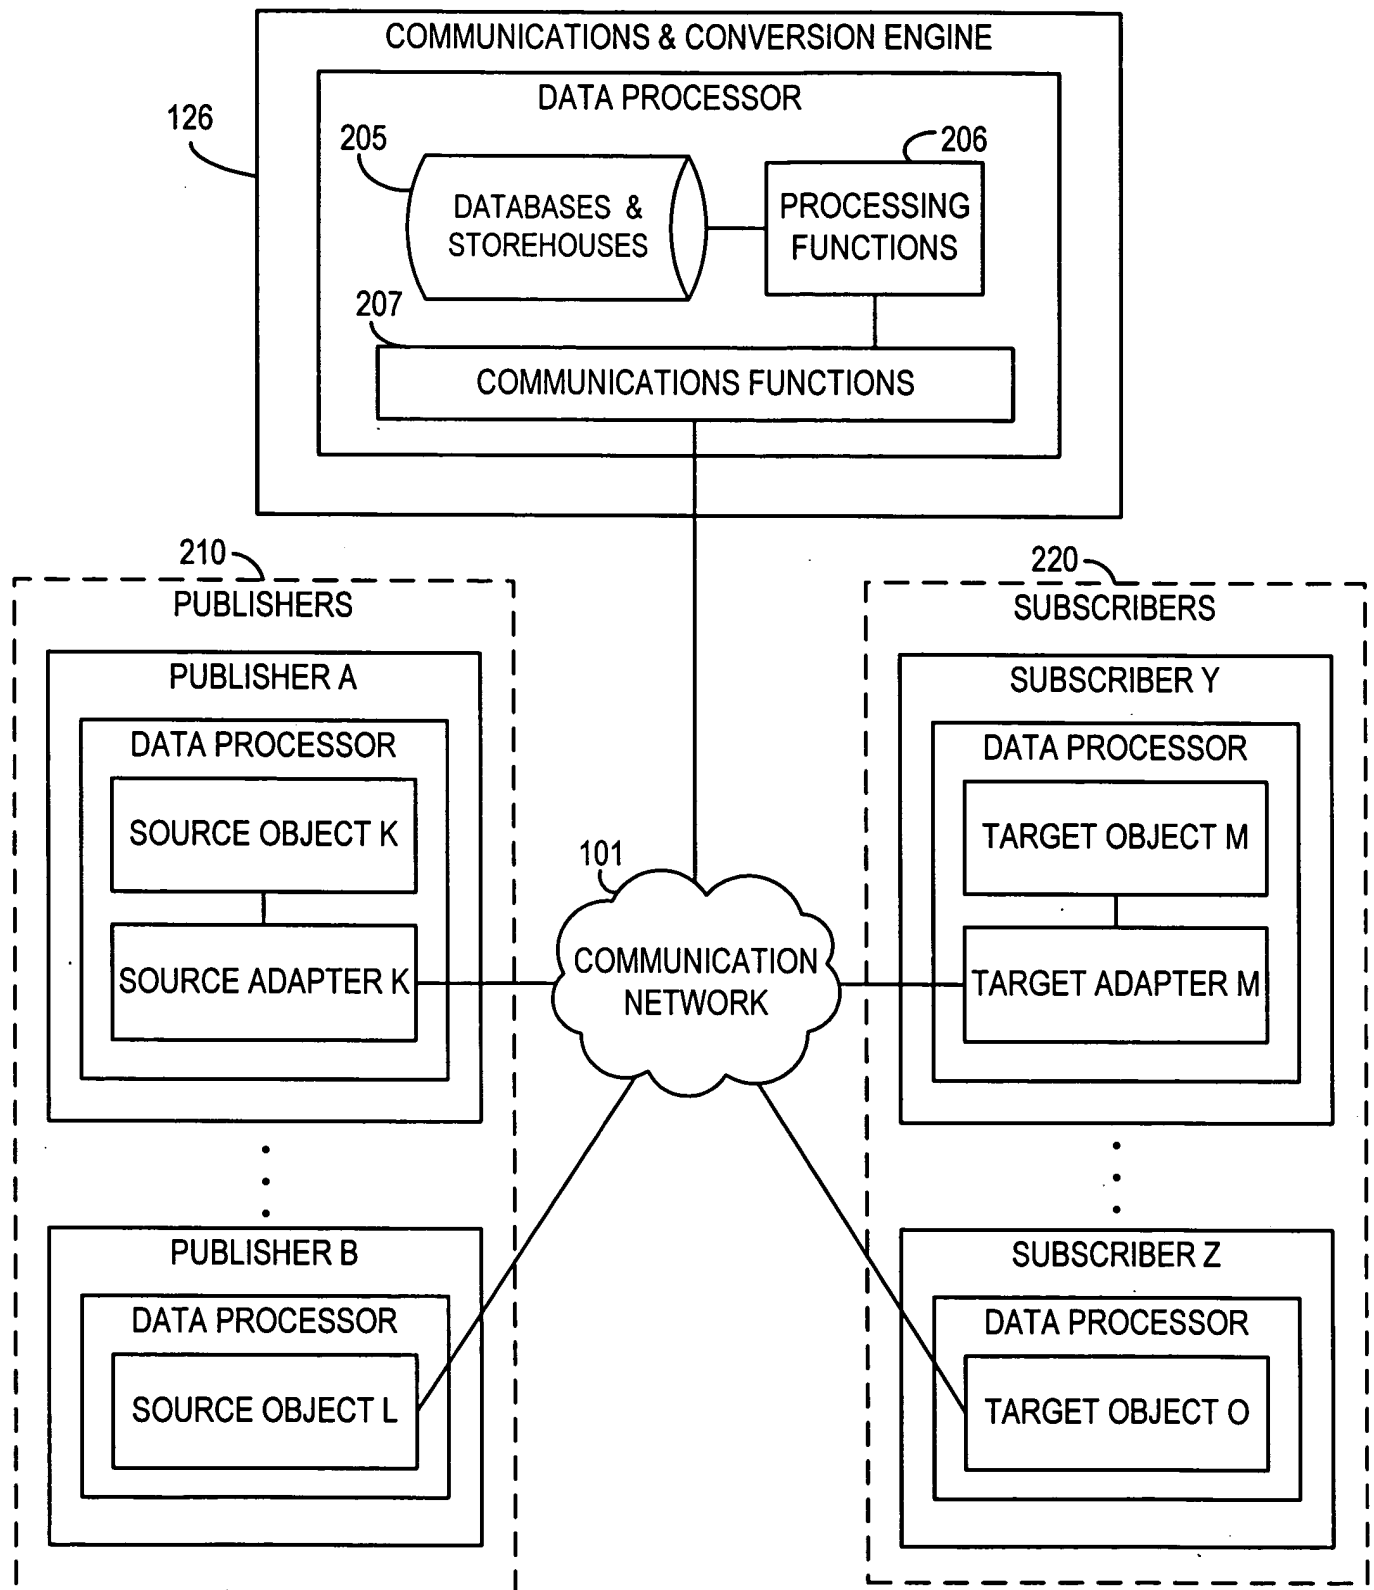 COMMUNICATIONS & CONVERSION ENGINE
DATA PROCESSOR
126
205
206
DATABASES &
STOREHOUSES
PROCESSING
FUNCTIONS
207
COMMUNICATIONS FUNCTIONS
210
PUBLISHERS
PUBLISHER A
DATA PROCESSOR
SOURCE OBJECT K
SOURCE ADAPTER K
PUBLISHER B
DATA PROCESSOR
SOURCE OBJECT L
101
COMMUNICATION
NETWORK
220
SUBSCRIBERS
SUBSCRIBER Y
DATA PROCESSOR
TARGET OBJECT M
TARGET ADAPTER M
SUBSCRIBER Z
DATA PROCESSOR
TARGET OBJECT O